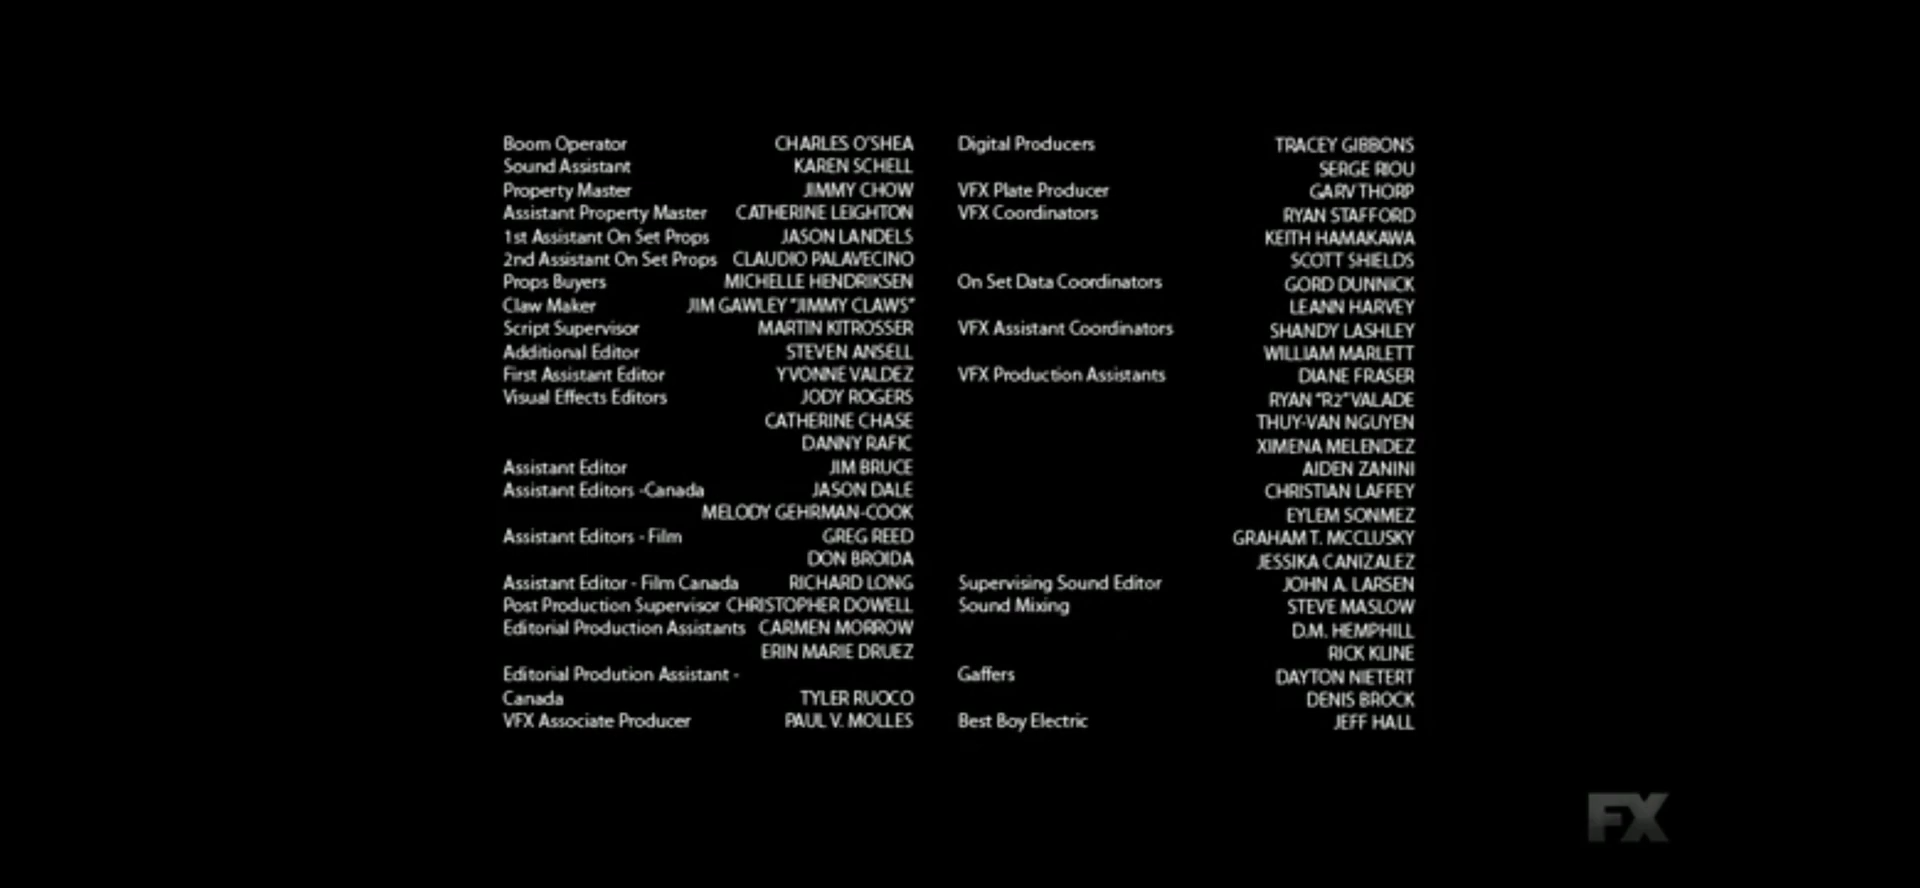 Boom Operator CHARLES O'SHEA
Sound Assistant KAREN SCHELL
Property Master JIMMY CHOW
Assistant Property Master CATHERINE LEIGHTON
1st Assistant On Set Props JASON LANDELS
2nd Assistant On Set Props CLAUDIO PALAVECINO
Props Buyers MICHELLE HENDRIKSEN
Claw Maker JIM GAWLEY "JIMMY CLAWS"
Script Supervisor MARTIN KITROSSER
Additional Editor STEVEN ANSELL
First Assistant Editor YVONNE VALDEZ
Visual Effects Editors JODY ROGERS
CATHERINE CHASE
DANNY RAFIC
Assistant Editor JIM BRUCE
Assistant Editors -Canada JASON DALE
MELODY GEHRMAN-COOK
Assistant Editors - Film GREG REED
DON BROIDA
Assistant Editor - Film Canada RICHARD LONG
Post Production Supervisor CHRISTOPHER DOWELL
Editorial Production Assistants CARMEN MORROW
ERIN MARIE DRUEZ
Editorial Prodution Assistant -
Canada TYLER RUOCO
VFX Associate Producer PAUL V. MOLLES
Digital Producers TRACEY GIBBONS
SERGE RIOU
VFX Plate Producer GARV THORP
VFX Coordinators RYAN STAFFORD
KEITH HAMAKAWA
SCOTT SHIELDS
On Set Data Coordinators GORD DUNNICK
LEANN HARVEY
VFX Assistant Coordinators SHANDY LASHLEY
WILLIAM MARLETT
VFX Production Assistants DIANE FRASER
RYAN "R2" VALADE
THUY-VAN NGUYEN
XIMENA MELENDEZ
AIDEN ZANINI
CHRISTIAN LAFFEY
EYLEM SONMEZ
GRAHAM T. MCCLUSKY
JESSIKA CANIZALEZ
Supervising Sound Editor JOHN A. LARSEN
Sound Mixing STEVE MASLOW
D.M. HEMPHILL
RICK KLINE
Gaffers DAYTON NIETERT
DENIS BROCK
Best Boy Electric JEFF HALL
FX